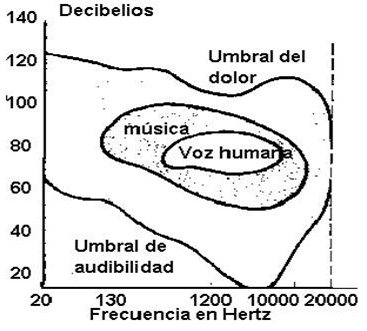 Decibelios
140
120
100
80
60
40
20
Umbral del
dolor
música
Voz humana
Umbral de
audibilidad
20 130 1200 10000 20000
Frecuencia en Hertz